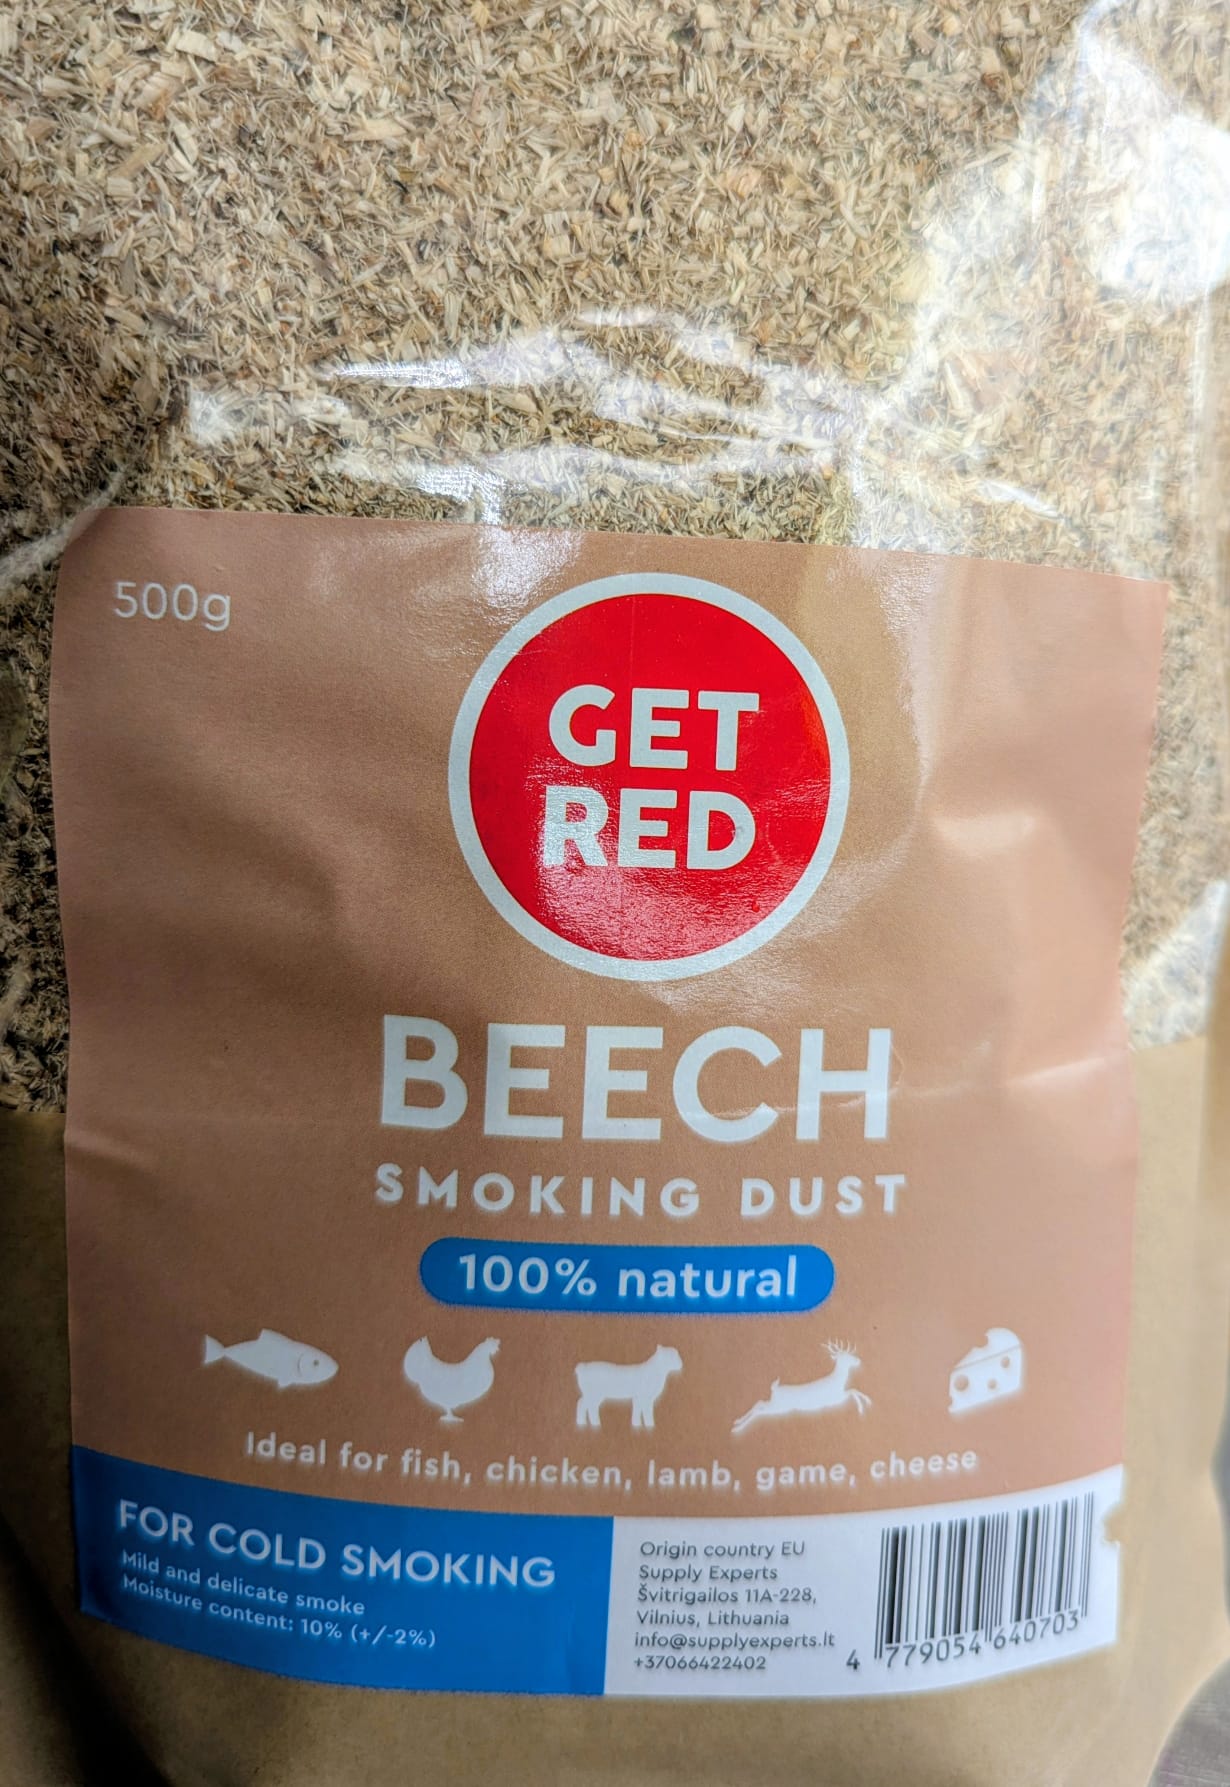 500g
GET
RED
BEECH
SMOKING DUST
100% natural
Ideal for fish, chicken, lamb, game, cheese
FOR COLD SMOKING
Mild and delicate smoke
Moisture content: 10% (+/-2%)
Origin country EU
Supply Experts
Švitrigailos 11A-228,
Vilnius, Lithuania
info@supplyexperts.lt
+37066422402
4 779054 640703